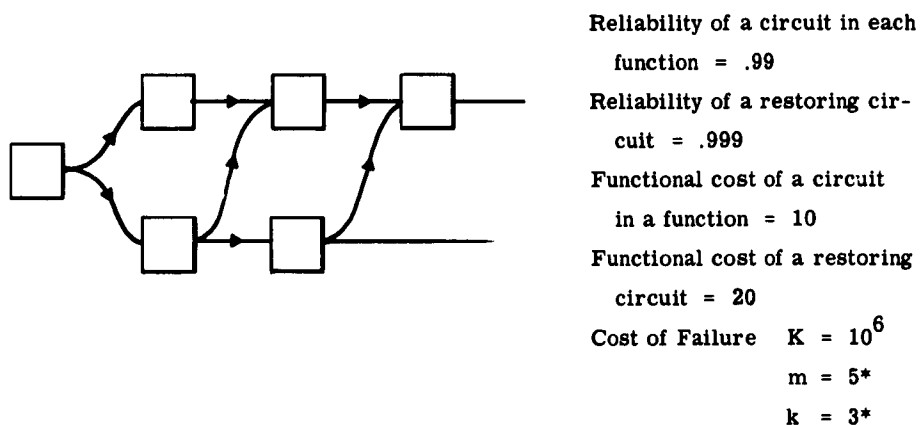 Reliability of a circuit in each
function = .99
Reliability of a restoring cir-
cuit = .999
Functional cost of a circuit
in a function = 10
Functional cost of a restoring
circuit = 20
Cost of Failure K = 10^6
m = 5*
k = 3*